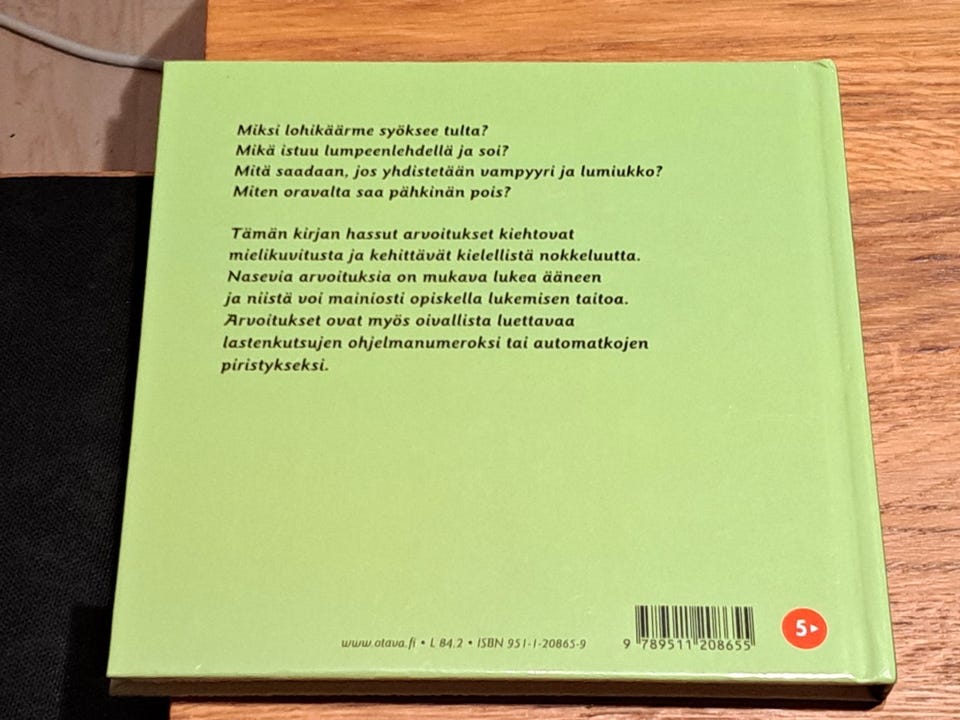 Miksi lohikäärme syöksee tulta?
Mikä istuu lumpeenlehdellä ja soi?
Mitä saadaan, jos yhdistetään vampyyri ja lumiukko?
Miten oravalta saa pähkinän pois?
Tämän kirjan hassut arvoitukset kiehtovat
mielikuvitusta ja kehittävät kielellistä nokkeluutta.
Nasevia arvoituksia on mukava lukea ääneen
ja niistä voi mainiosti opiskella lukemisen taitoa.
Arvoitukset ovat myös oivallista luettavaa
lastenkutsujen ohjelmanumeroksi tai automatkojen
piristykseksi.
www.otava.fi • L 84.2 • ISBN 951-1-20865-9
9 789511 208655
5▸